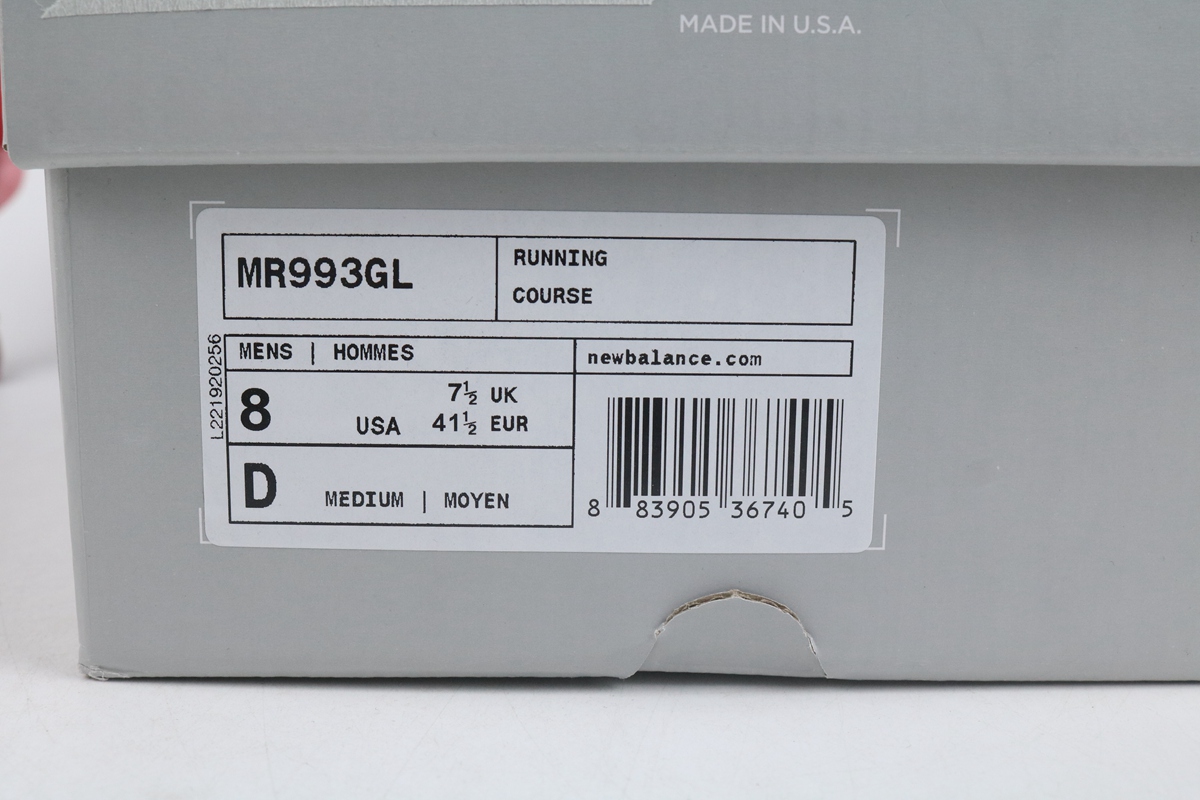 MADE IN U.S.A.
MR993GL
RUNNING
COURSE
L221920256
MENS | HOMMES
newbalance.com
8 USA 7½ UK
41½ EUR
D MEDIUM | MOYEN
8 83905 36740 5